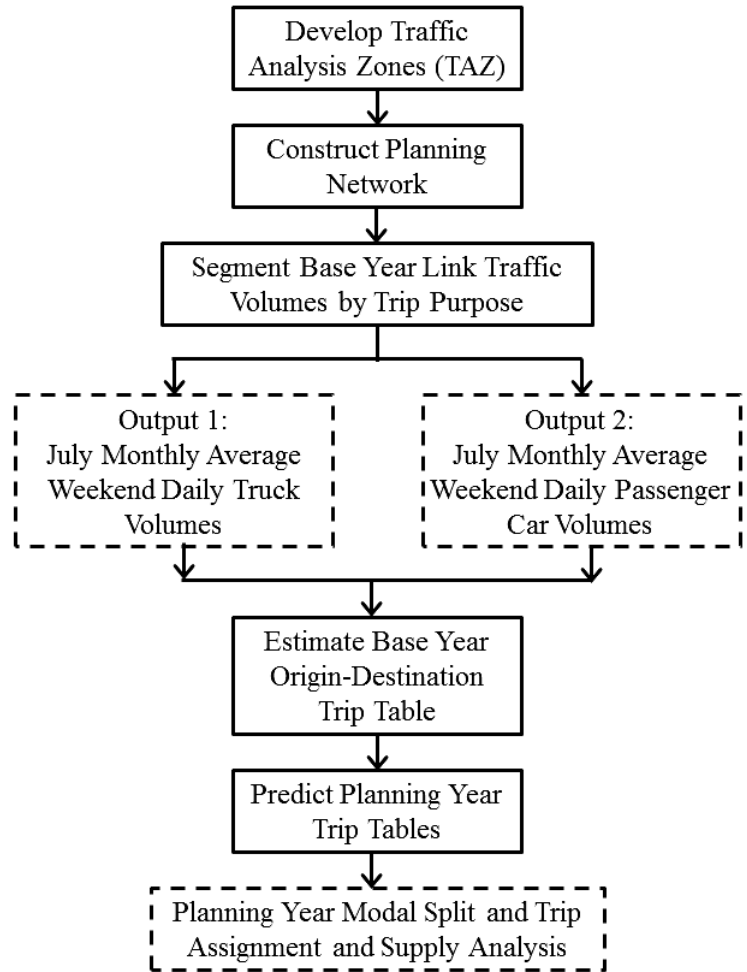 Develop Traffic
Analysis Zones (TAZ)
Construct Planning
Network
Segment Base Year Link Traffic
Volumes by Trip Purpose
Output 1:
July Monthly Average
Weekend Daily Truck
Volumes
Output 2:
July Monthly Average
Weekend Daily Passenger
Car Volumes
Estimate Base Year
Origin-Destination
Trip Table
Predict Planning Year
Trip Tables
Planning Year Modal Split and Trip
Assignment and Supply Analysis